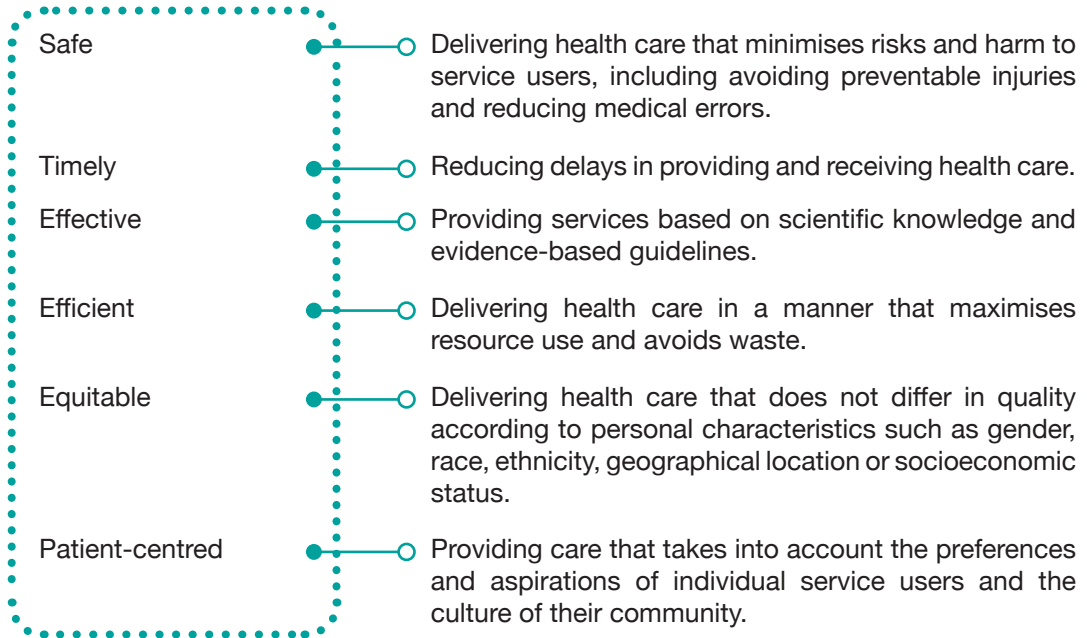 Safe
Delivering health care that minimises risks and harm to
service users, including avoiding preventable injuries
and reducing medical errors.
Timely
Reducing delays in providing and receiving health care.
Effective
Providing services based on scientific knowledge and
evidence-based guidelines.
Efficient
Delivering health care in a manner that maximises
resource use and avoids waste.
Equitable
Delivering health care that does not differ in quality
according to personal characteristics such as gender,
race, ethnicity, geographical location or socioeconomic
status.
Patient-centred
Providing care that takes into account the preferences
and aspirations of individual service users and the
culture of their community.